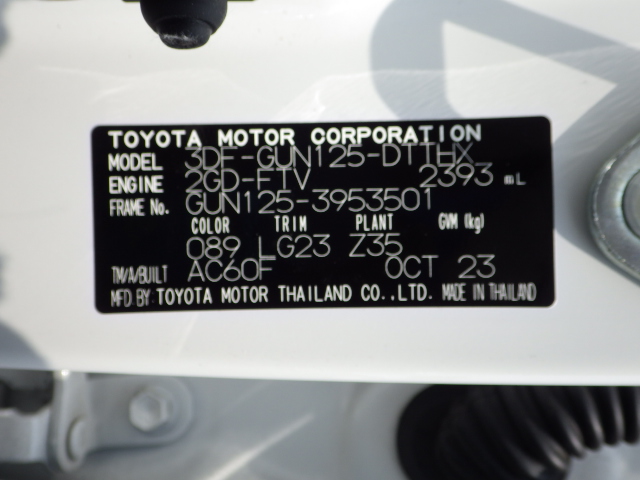 TOYOTA MOTOR CORPORATION
MODEL 3DF-GUN125-DTTHX
ENGINE 2GD-FTV 2393 mL
FRAME No. GUN125-3953501
COLOR TRIM PLANT GVM (kg)
089 LG23 Z35
TM/A/BUILT AC60F OCT 23
MFD. BY: TOYOTA MOTOR THAILAND CO.,LTD. MADE IN THAILAND